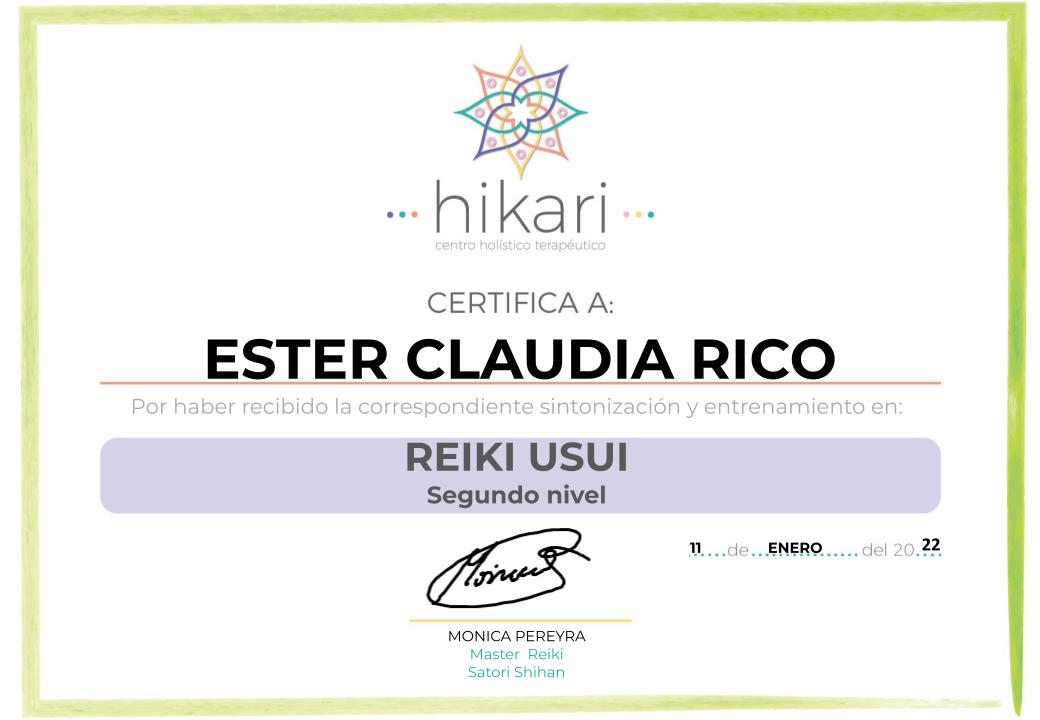 hikari
centro holístico terapéutico
CERTIFICA A:
ESTER CLAUDIA RICO
Por haber recibido la correspondiente sintonización y entrenamiento en:
REIKI USUI
Segundo nivel
11 de ENERO del 20 22
MONICA PEREYRA
Master Reiki
Satori Shihan